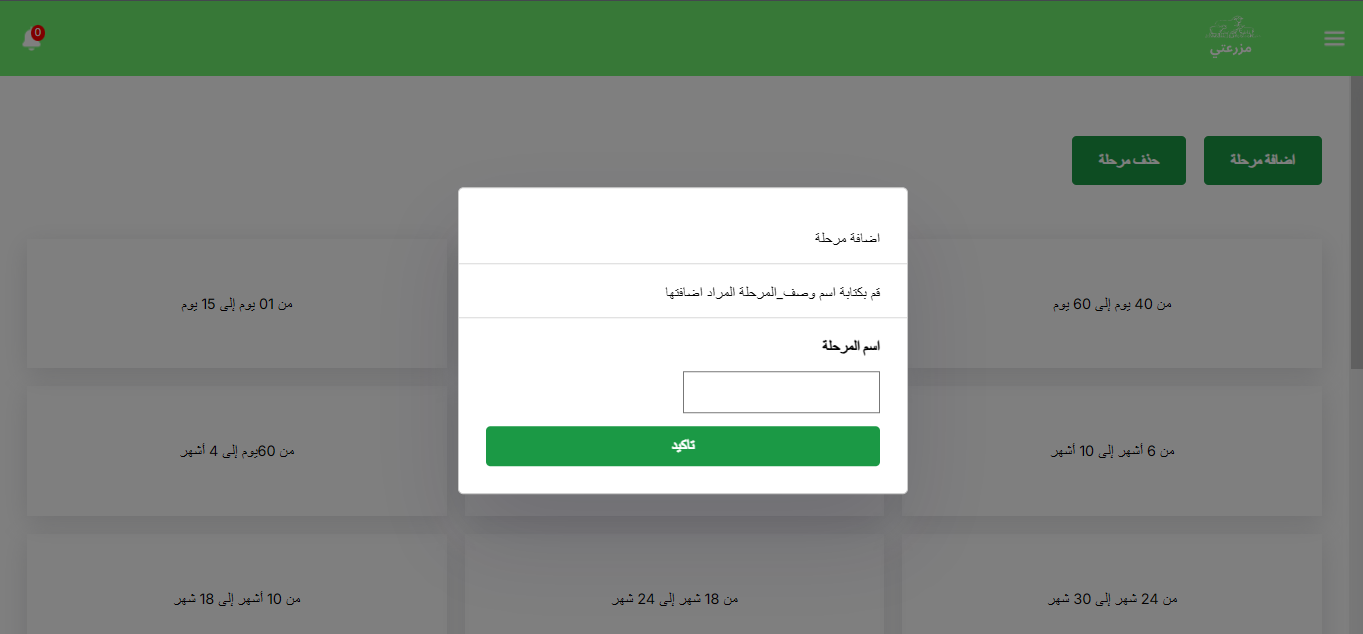 0
مزرعتي
اضافة مرحلة
حذف مرحلة
اضافة مرحلة
قم بكتابة اسم وصف_المرحلة المراد اضافتها
اسم المرحلة
تاكيد
من 40 يوم إلى 60 يوم
من 01 يوم إلى 15 يوم
من 6 أشهر إلى 10 أشهر
من 60يوم إلى 4 أشهر
من 24 شهر إلى 30 شهر
من 18 شهر إلى 24 شهر
من 10 أشهر إلى 18 شهر